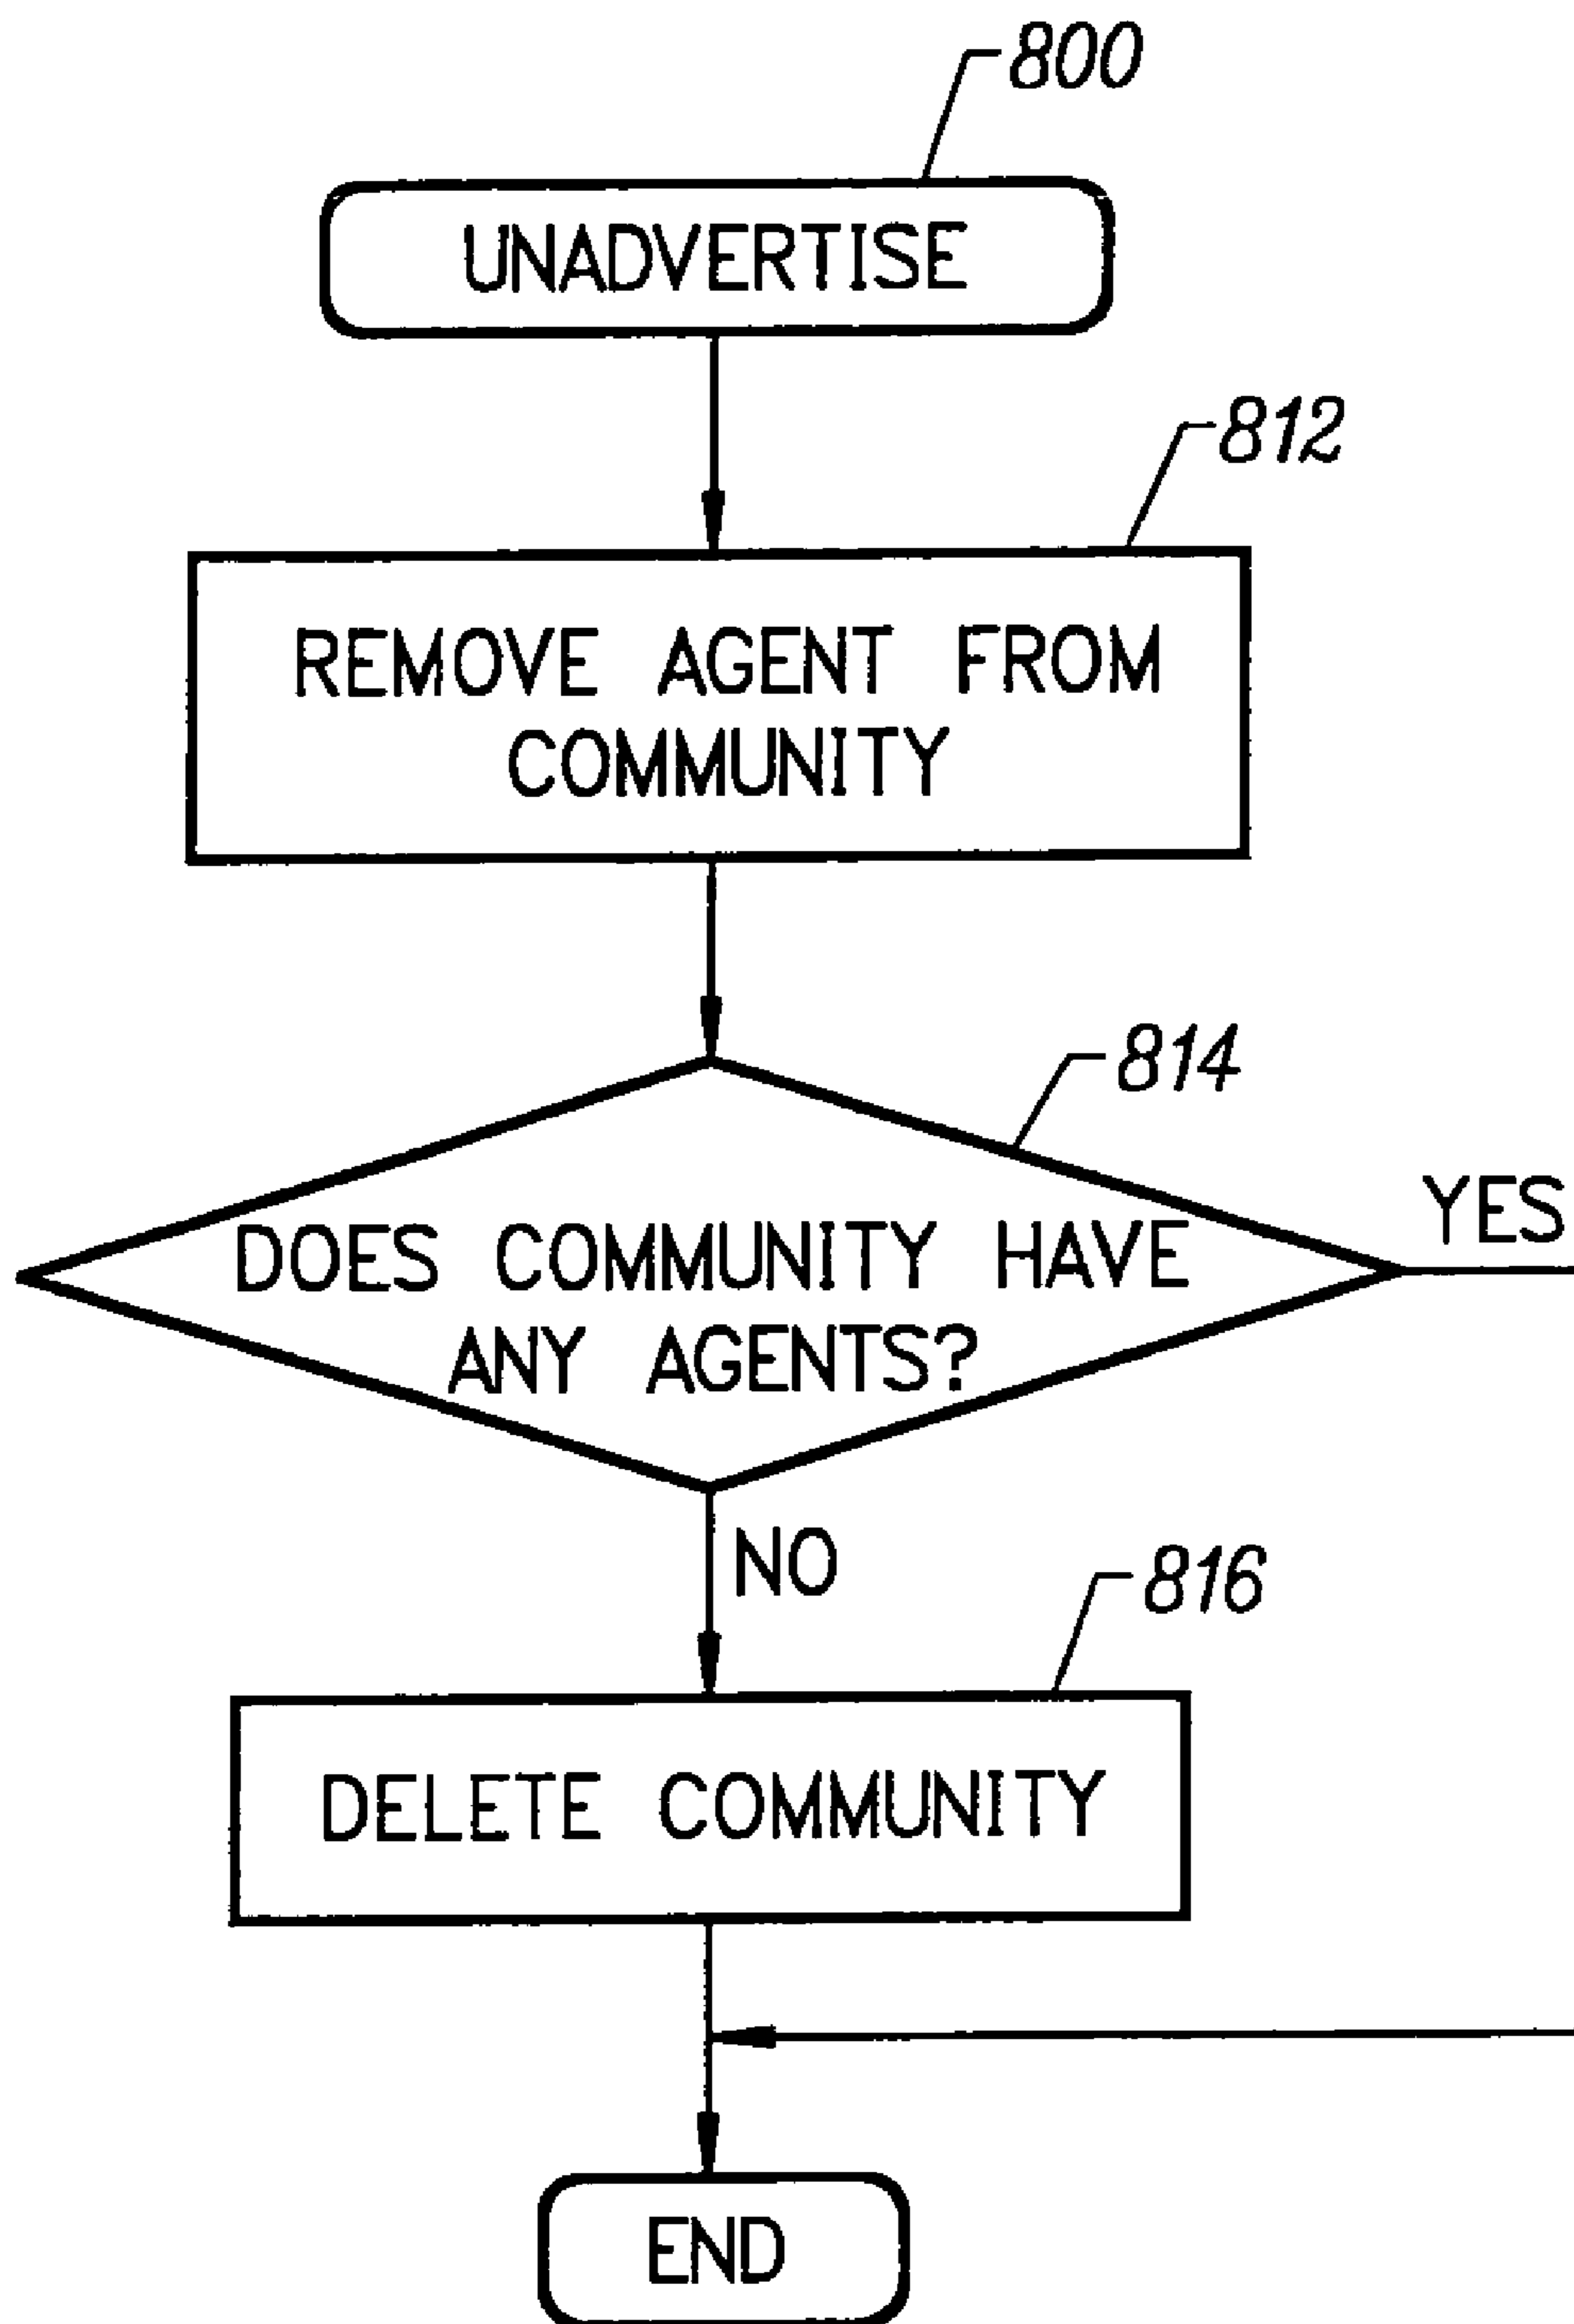 800
UNADVERTISE
812
REMOVE AGENT FROM
COMMUNITY
814
YES
DOES COMMUNITY HAVE
ANY AGENTS?
NO
816
DELETE COMMUNITY
END